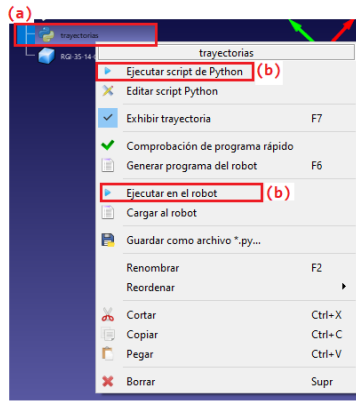 (a)
trayectorias
RGI-35-14-
trayectorias
Ejecutar script de Python (b)
Editar script Python
Exhibir trayectoria F7
Comprobación de programa rápido
Generar programa del robot F6
Ejecutar en el robot (b)
Cargar al robot
Guardar como archivo *.py...
Renombrar F2
Reordenar
Cortar Ctrl+X
Copiar Ctrl+C
Pegar Ctrl+V
Borrar Supr